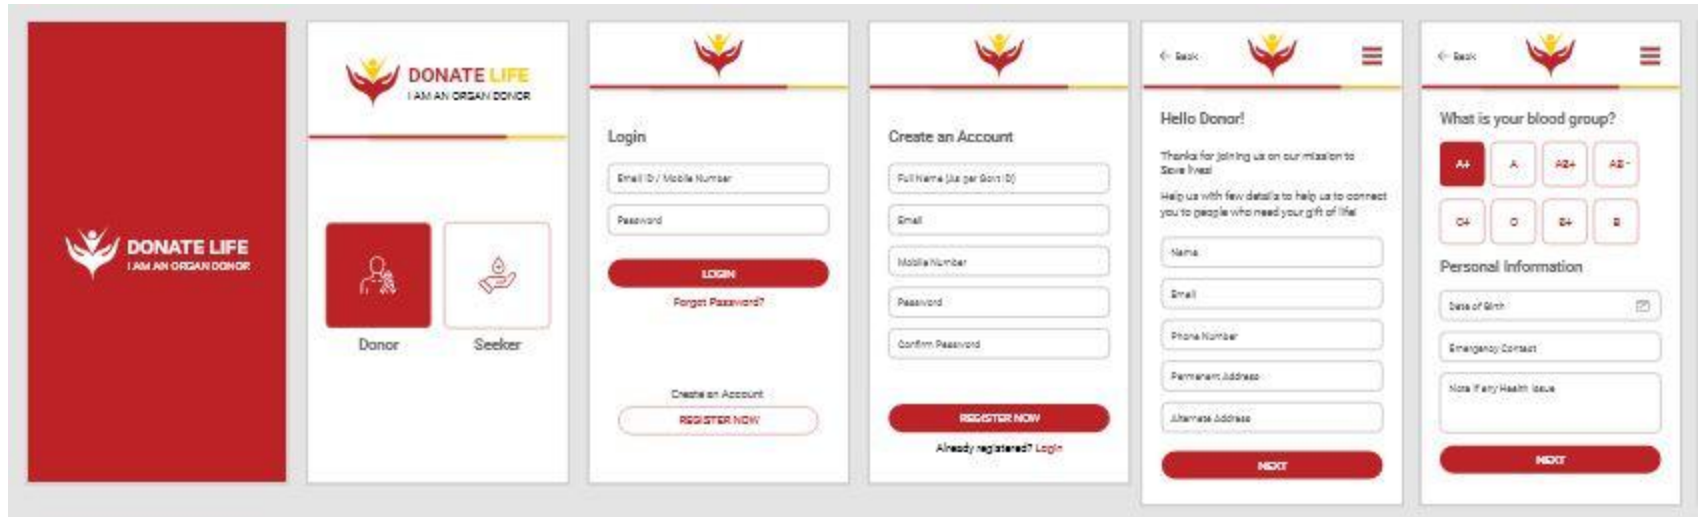 DONATE LIFE
I AM AN ORGAN DONOR
DONATE LIFE
I AM AN ORGAN DONOR
Donor
Seeker
Login
Email ID / Mobile Number
Password
LOGIN
Forgot Password?
Create an Account
REGISTER NOW
Create an Account
Full Name (As per Govt ID)
Email
Mobile Number
Password
Confirm Password
REGISTER NOW
Already registered? Login
Back
Hello Donor!
Thanks for joining us on our mission to
Save lives!
Help us with few details to help us to connect
you to people who need your gift of life!
Name
Email
Phone Number
Permanent Address
Alternate Address
NEXT
Back
What is your blood group?
A+ A AB+ AB-
O+ O B+ B
Personal Information
Date of Birth
Emergency Contact
Note if any Health Issue
NEXT